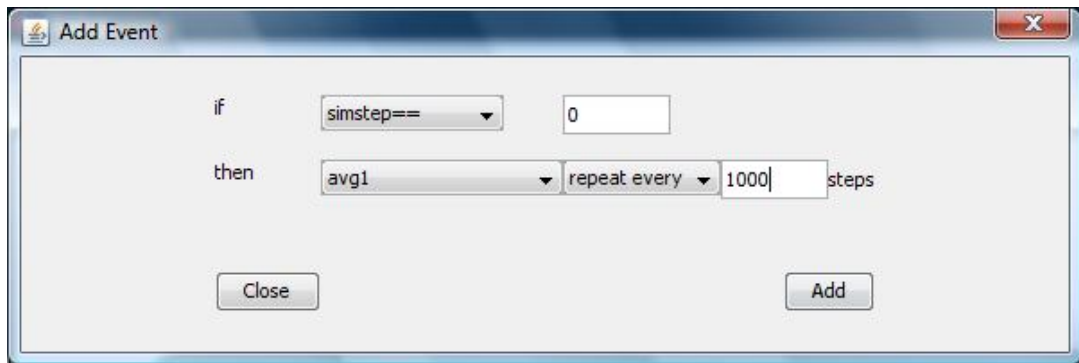 Add Event
if simstep== 0
then avg1 repeat every 1000 steps
Close Add